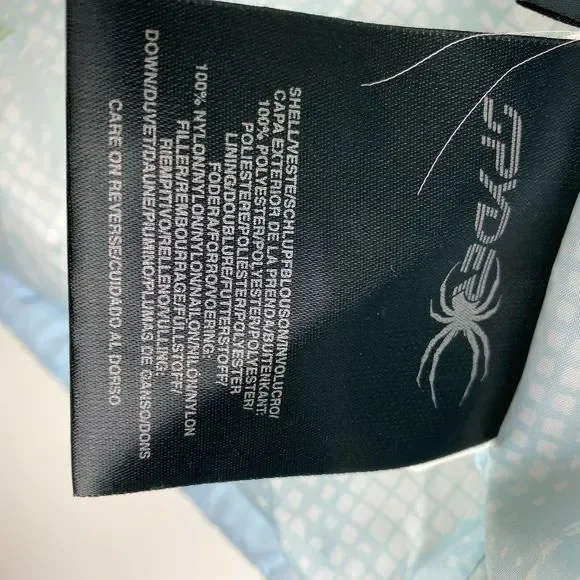 SPYDER
SHELL/VESTE/SCHLUPFBLOUSON/INVOLUCRO/
CAPA EXTERIOR DE LA PRENDA/BUITENKANT:
100% POLYESTER/POLYESTER/POLYESTER/
POLIESTERE/POLIESTER/POLYESTER
LINING/DOUBLURE/FUTTERSTOFF/
FODERA/FORRO/VOERING:
100% NYLON/NYLON/NYLON/NAILON/NILON/NYLON
FILLER/REMBOURRAGE/FULLSTOFF/
RIEMPITIVO/RELLENO/VULLING:
DOWN/DUVET/DAUNE/PIUMINO/PLUMAS DE GANSO/DONS
CARE ON REVERSE/CUIDADO AL DORSO